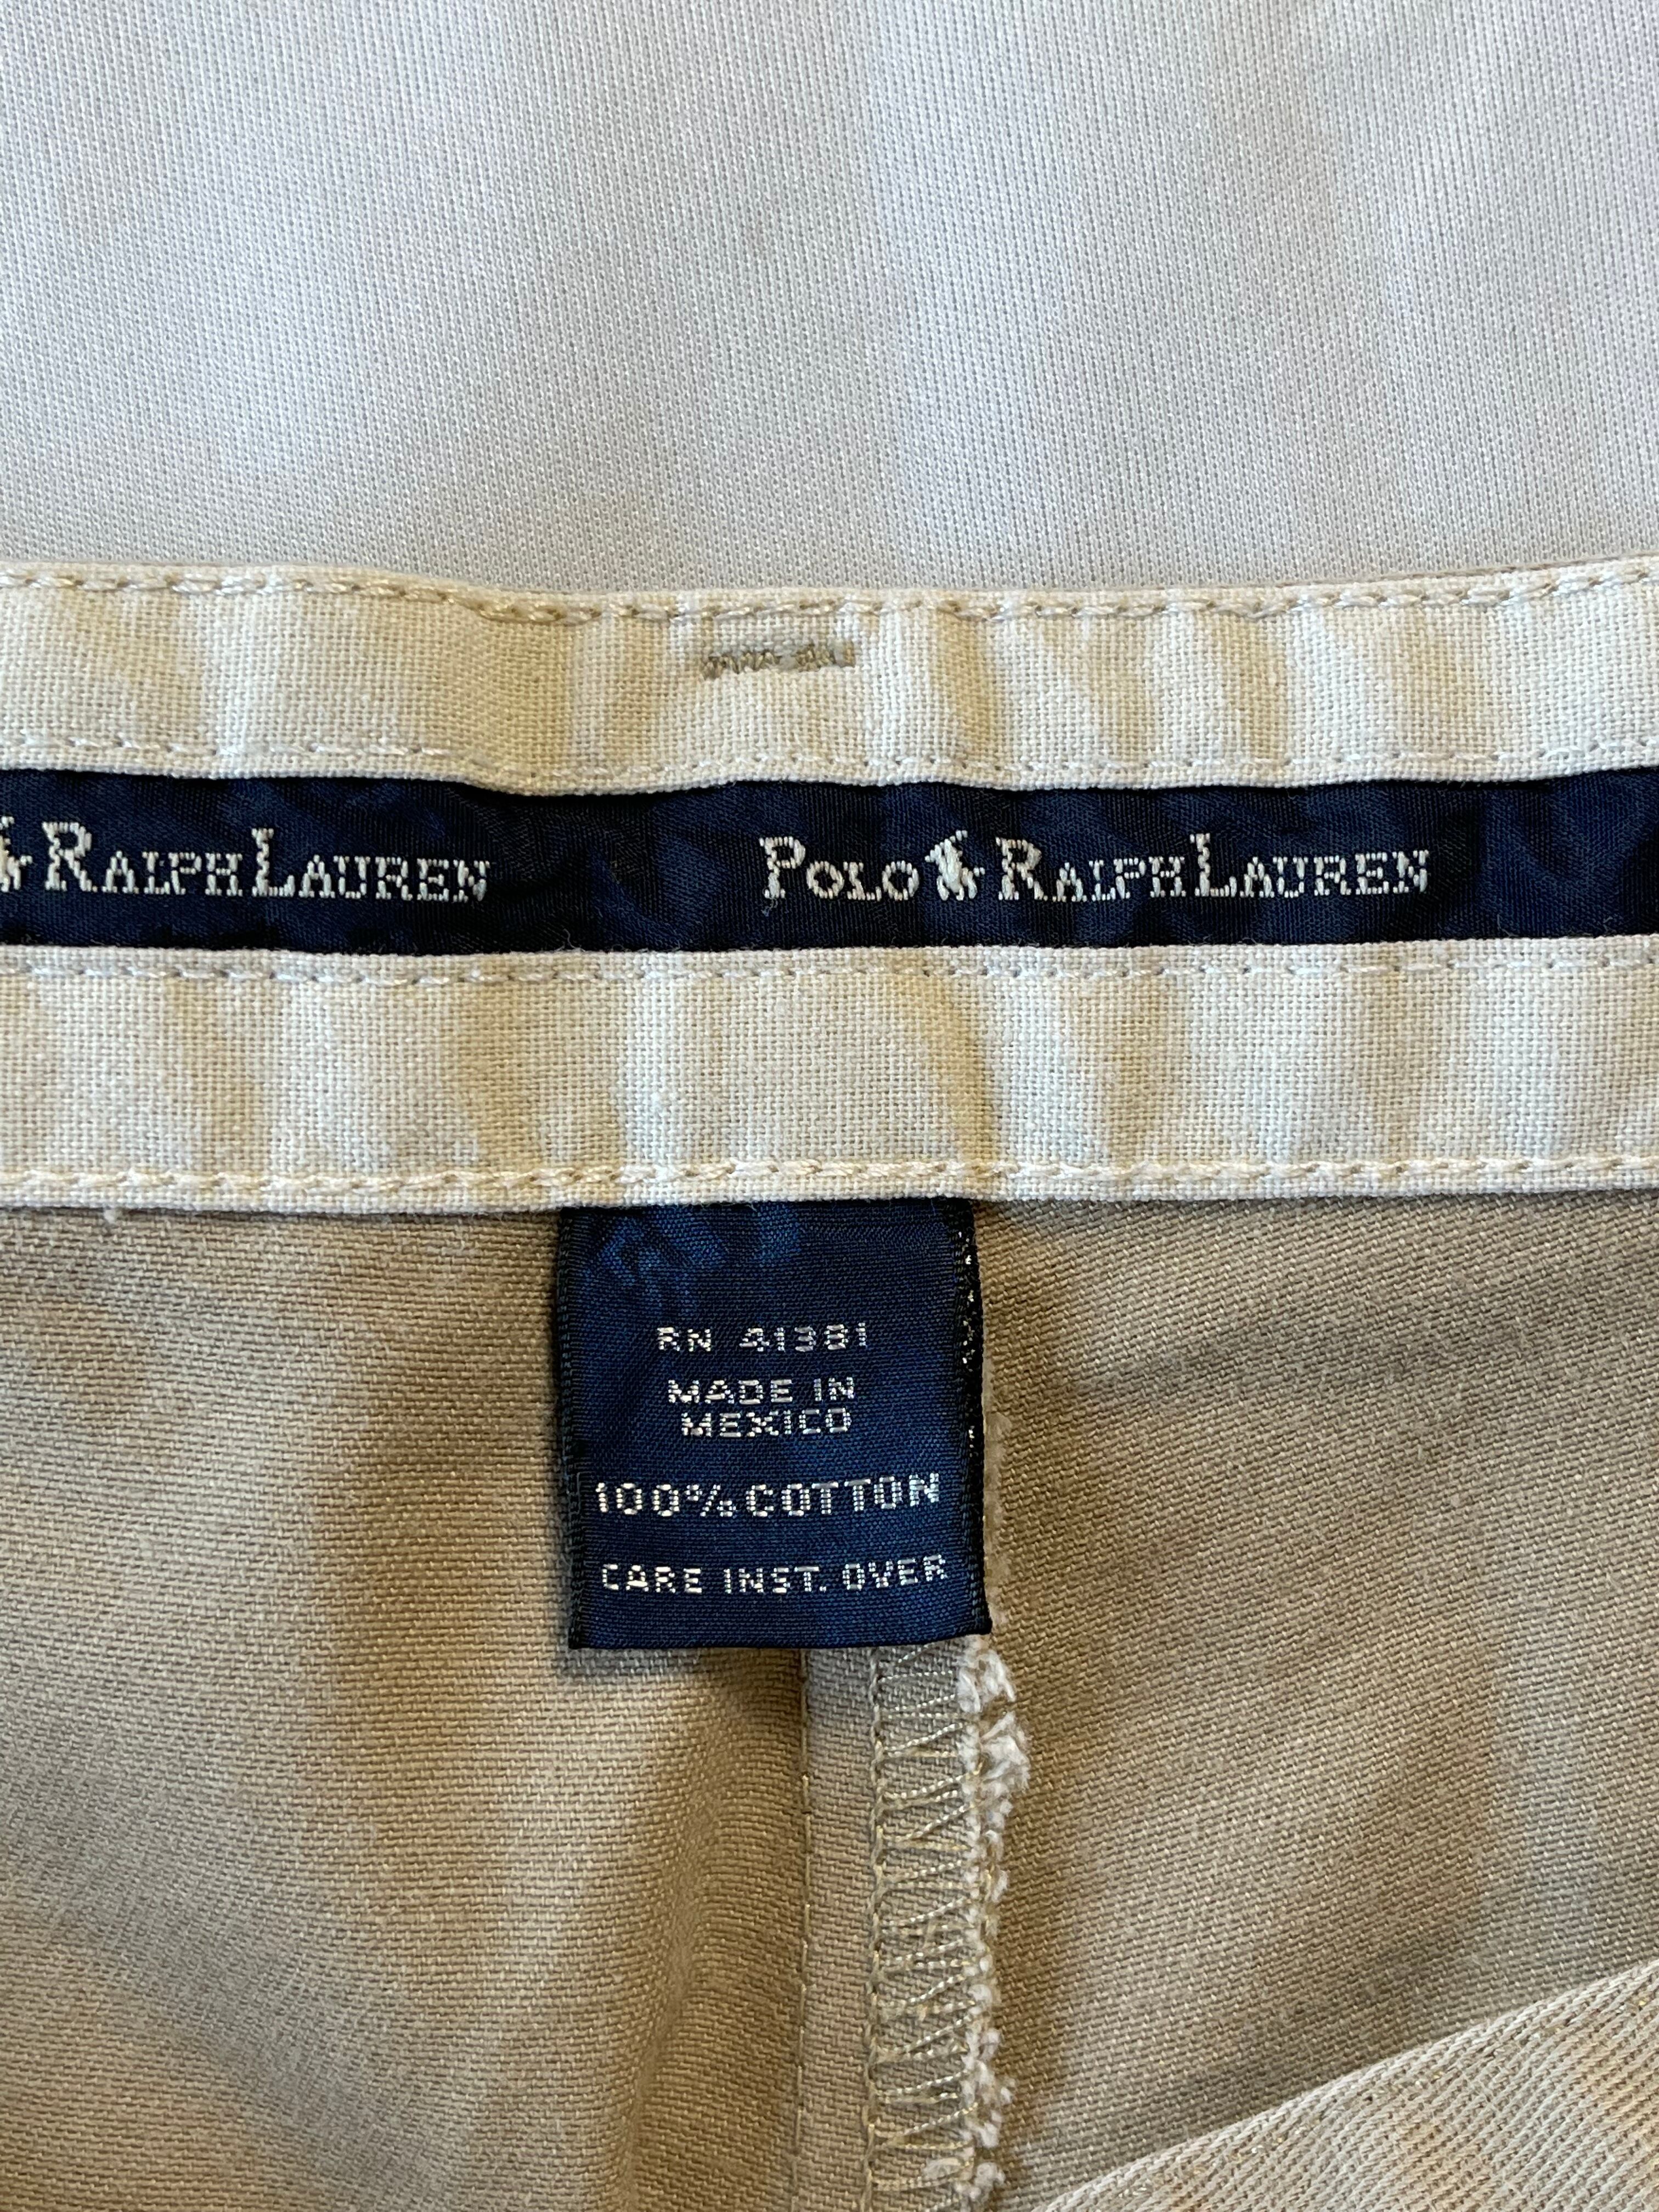 RALPH LAUREN POLO RALPH LAUREN
RN 41381
MADE IN
MEXICO
100% COTTON
CARE INST. OVER